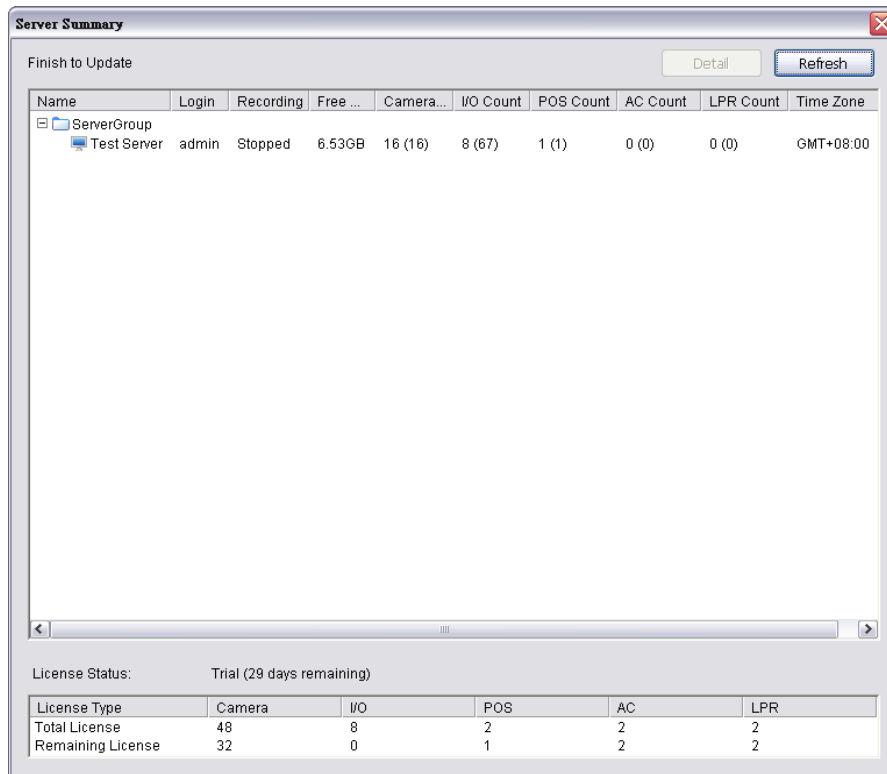 Server Summary
Finish to Update Detail Refresh
Name Login Recording Free ... Camera... I/O Count POS Count AC Count LPR Count Time Zone
ServerGroup
Test Server admin Stopped 6.53GB 16 (16) 8 (67) 1 (1) 0 (0) 0 (0) GMT+08:00
License Status: Trial (29 days remaining)
License Type Camera I/O POS AC LPR
Total License 48 8 2 2 2
Remaining License 32 0 1 2 2